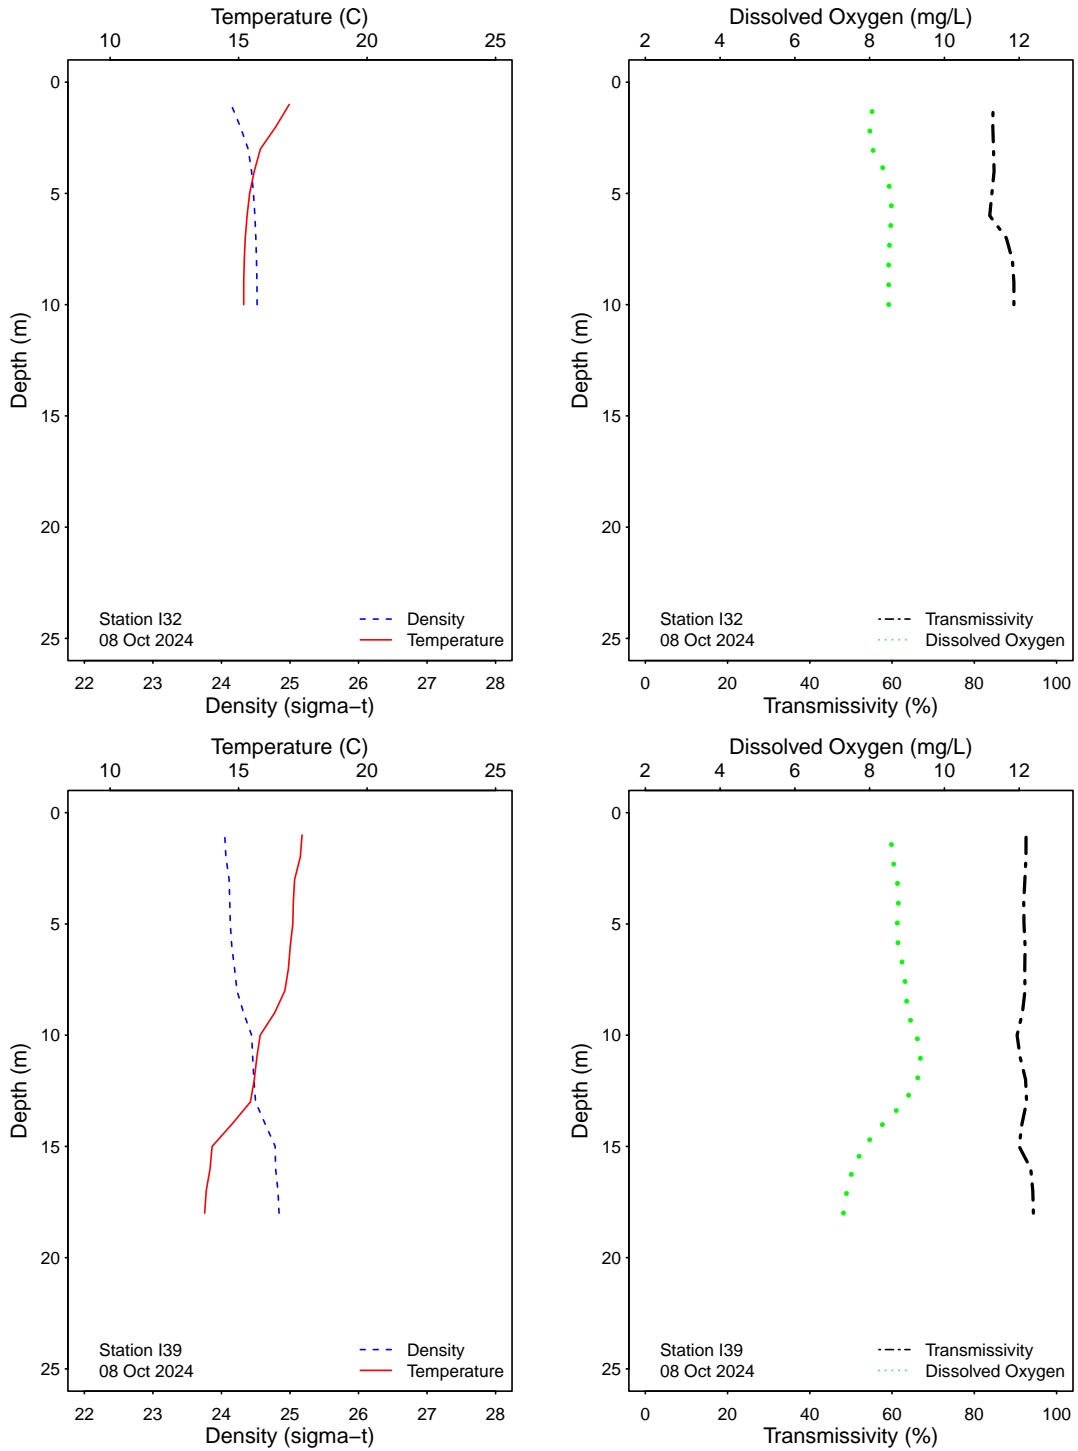 Temperature (C)
10 15 20 25
0
5
10
15
20
25
Depth (m)
Station I32
08 Oct 2024
Density
Temperature
22 23 24 25 26 27 28
Density (sigma−t)
Dissolved Oxygen (mg/L)
2 4 6 8 10 12
0
5
10
15
20
25
Depth (m)
Station I32
08 Oct 2024
Transmissivity
Dissolved Oxygen
0 20 40 60 80 100
Transmissivity (%)
Temperature (C)
10 15 20 25
0
5
10
15
20
25
Depth (m)
Station I39
08 Oct 2024
Density
Temperature
22 23 24 25 26 27 28
Density (sigma−t)
Dissolved Oxygen (mg/L)
2 4 6 8 10 12
0
5
10
15
20
25
Depth (m)
Station I39
08 Oct 2024
Transmissivity
Dissolved Oxygen
0 20 40 60 80 100
Transmissivity (%)